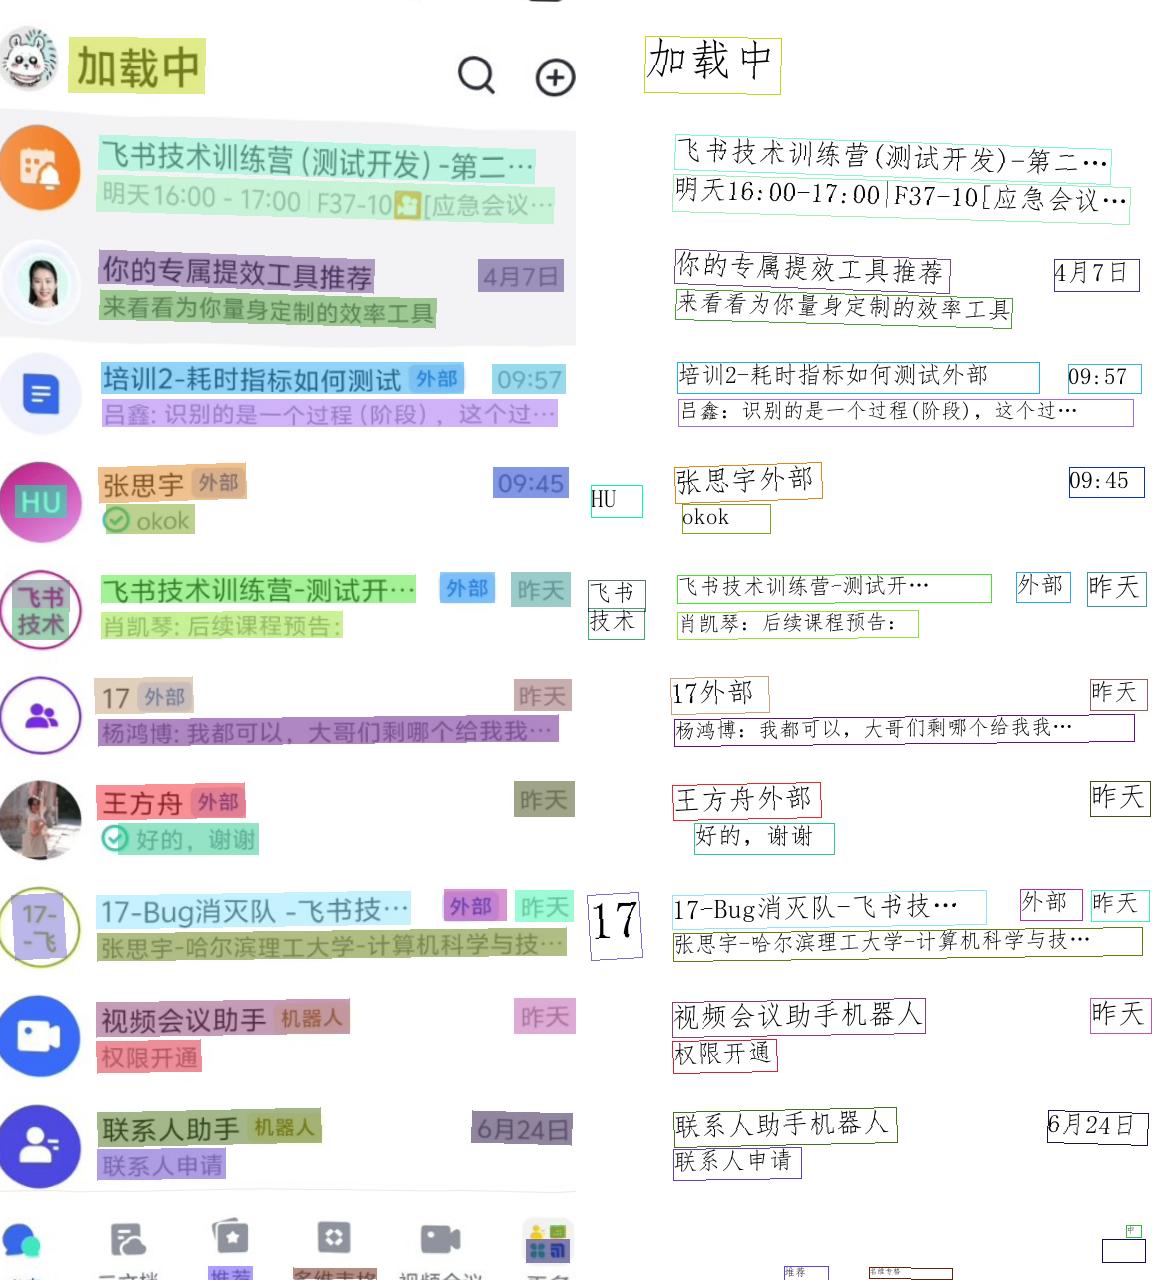 加载中
飞书技术训练营 (测试开发) -第二…
明天16:00 - 17:00 | F37-10 [应急会议…
你的专属提效工具推荐 4月7日
来看看为你量身定制的效率工具
培训2-耗时指标如何测试 外部 09:57
吕鑫: 识别的是一个过程 (阶段) ，这个过…
HU
张思宇 外部 09:45
okok
飞书
技术
飞书技术训练营-测试开… 外部 昨天
肖凯琴: 后续课程预告:
17 外部 昨天
杨鸿博: 我都可以，大哥们剩哪个给我我…
王方舟 外部 昨天
好的，谢谢
17-
-飞
17-Bug消灭队 -飞书技… 外部 昨天
张思宇-哈尔滨理工大学-计算机科学与技…
视频会议助手 机器人 昨天
权限开通
联系人助手 机器人 6月24日
联系人申请
推荐
加载中
飞书技术训练营(测试开发)-第二…
明天16:00-17:00|F37-10[应急会议…
你的专属提效工具推荐 4月7日
来看看为你量身定制的效率工具
培训2-耗时指标如何测试外部 09:57
吕鑫: 识别的是一个过程(阶段), 这个过…
HU
张思宇外部 09:45
okok
飞书
技术
飞书技术训练营-测试开… 外部 昨天
肖凯琴: 后续课程预告:
17外部 昨天
杨鸿博: 我都可以, 大哥们剩哪个给我我…
王方舟外部 昨天
好的, 谢谢
17
17-Bug消灭队-飞书技… 外部 昨天
张思宇-哈尔滨理工大学-计算机科学与技…
视频会议助手机器人 昨天
权限开通
联系人助手机器人 6月24日
联系人申请
推荐